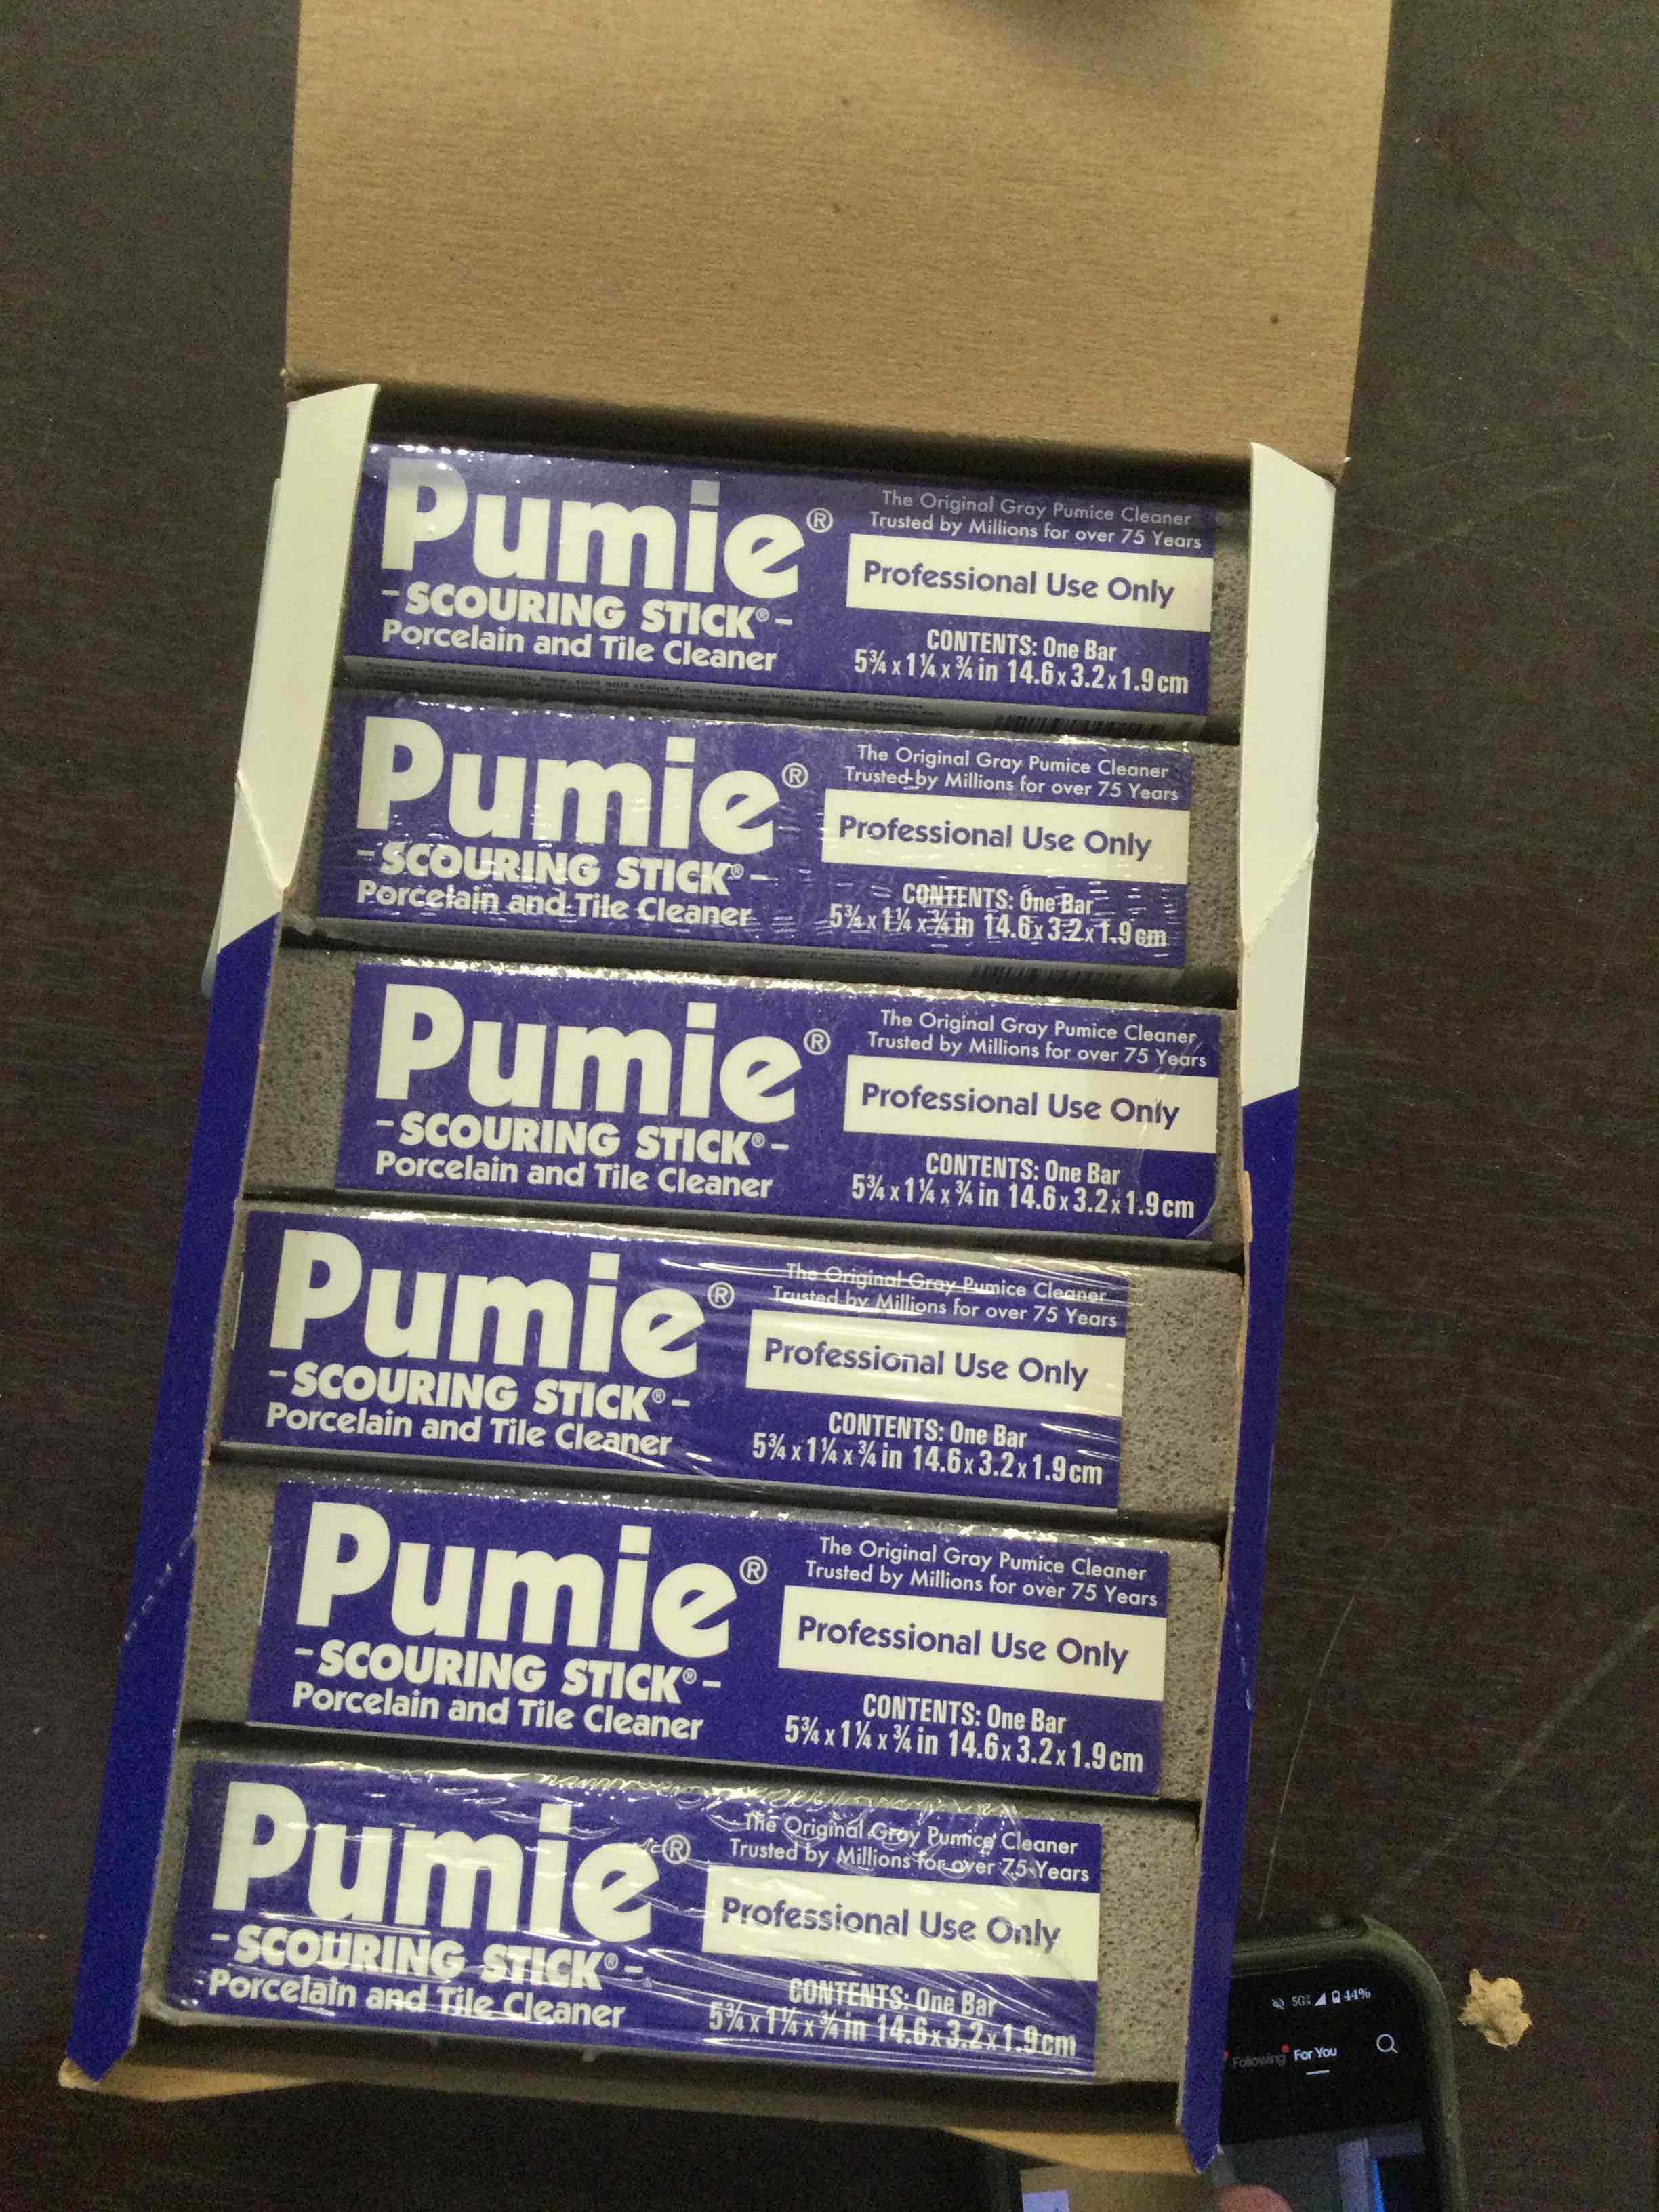 Pumie®
-SCOURING STICK®-
Porcelain and Tile Cleaner
The Original Gray Pumice Cleaner
Trusted by Millions for over 75 Years
Professional Use Only
CONTENTS: One Bar
5¾ x 1¼ x ¾ in 14.6 x 3.2 x 1.9 cm
Pumie®
-SCOURING STICK®-
Porcelain and Tile Cleaner
The Original Gray Pumice Cleaner
Trusted by Millions for over 75 Years
Professional Use Only
CONTENTS: One Bar
5¾ x 1¼ x ¾ in 14.6 x 3.2 x 1.9 cm
Pumie®
-SCOURING STICK®-
Porcelain and Tile Cleaner
The Original Gray Pumice Cleaner
Trusted by Millions for over 75 Years
Professional Use Only
CONTENTS: One Bar
5¾ x 1¼ x ¾ in 14.6 x 3.2 x 1.9 cm
Pumie®
-SCOURING STICK®-
Porcelain and Tile Cleaner
The Original Gray Pumice Cleaner
Trusted by Millions for over 75 Years
Professional Use Only
CONTENTS: One Bar
5¾ x 1¼ x ¾ in 14.6 x 3.2 x 1.9 cm
Pumie®
-SCOURING STICK®-
Porcelain and Tile Cleaner
The Original Gray Pumice Cleaner
Trusted by Millions for over 75 Years
Professional Use Only
CONTENTS: One Bar
5¾ x 1¼ x ¾ in 14.6 x 3.2 x 1.9 cm
Pumie®
-SCOURING STICK®-
Porcelain and Tile Cleaner
The Original Gray Pumice Cleaner
Trusted by Millions for over 75 Years
Professional Use Only
CONTENTS: One Bar
5¾ x 1¼ x ¾ in 14.6 x 3.2 x 1.9 cm
5G 44%
Following For You